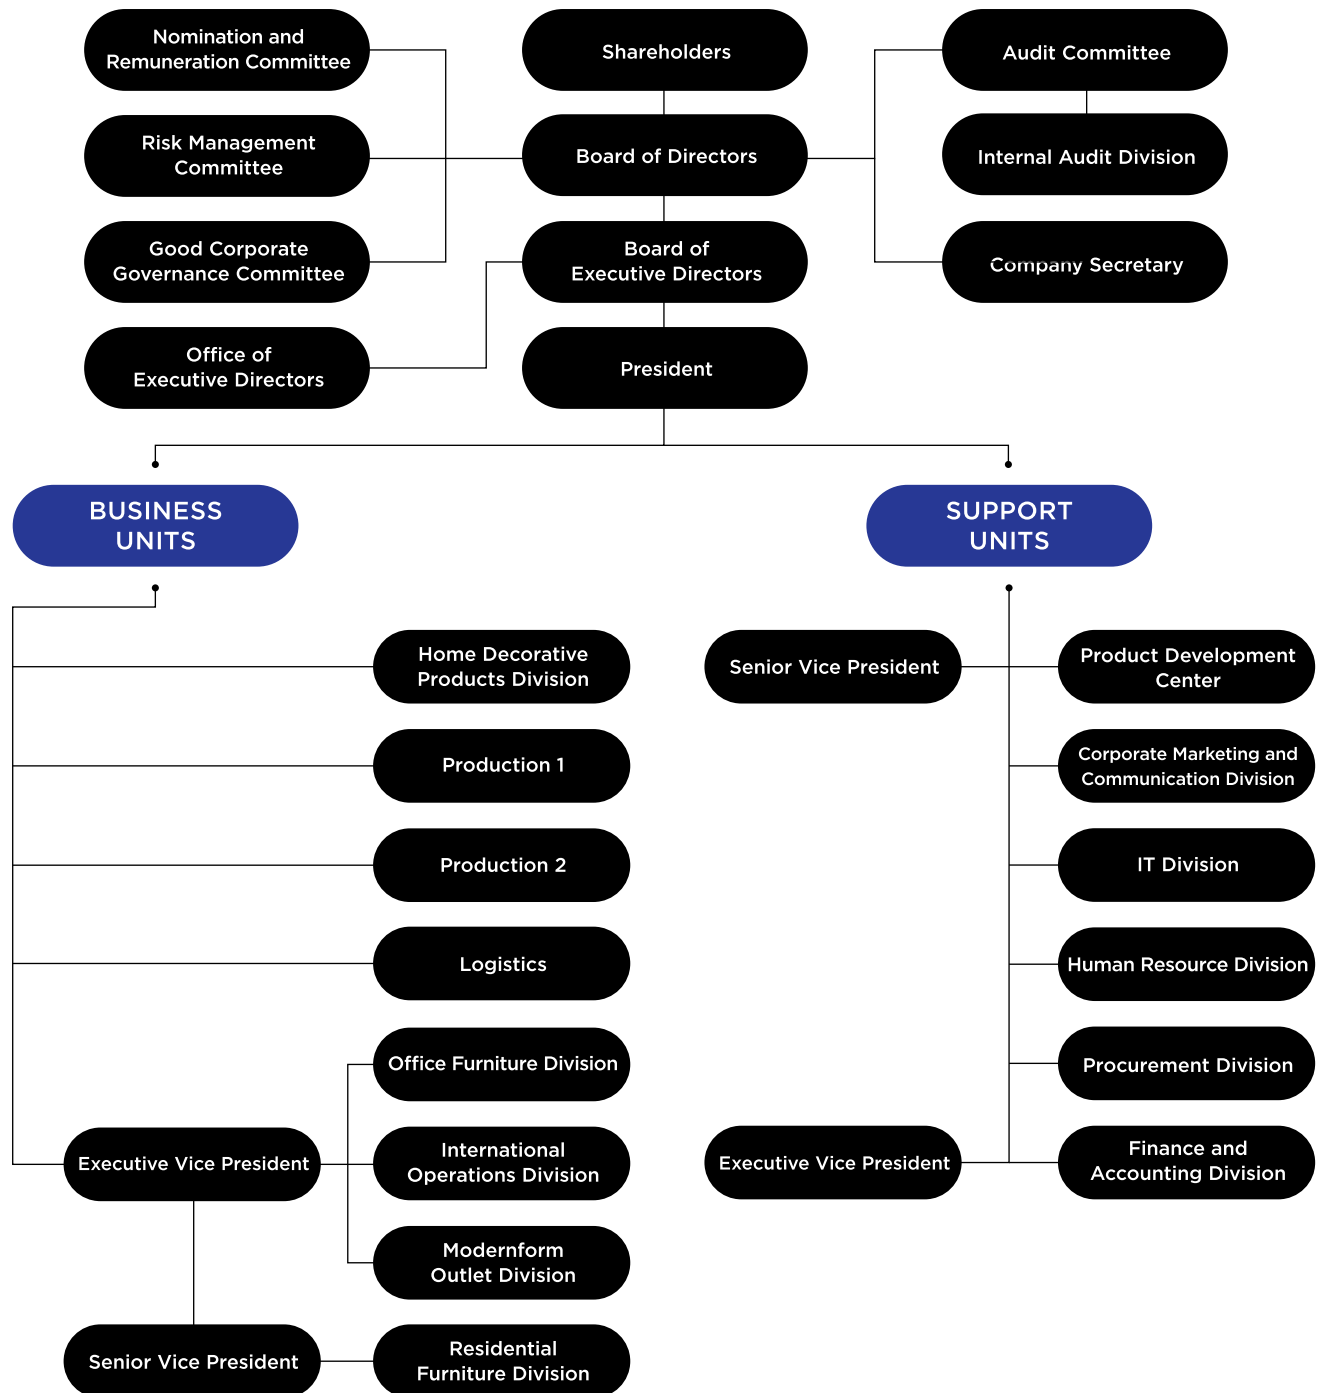 Nomination and
Remuneration Committee
Shareholders
Audit Committee
Risk Management
Committee
Board of Directors
Internal Audit Division
Good Corporate
Governance Committee
Board of
Executive Directors
Company Secretary
Office of
Executive Directors
President
BUSINESS
UNITS
SUPPORT
UNITS
Home Decorative
Products Division
Senior Vice President
Product Development
Center
Production 1
Corporate Marketing and
Communication Division
Production 2
IT Division
Logistics
Human Resource Division
Office Furniture Division
Procurement Division
Executive Vice President
International
Operations Division
Executive Vice President
Finance and
Accounting Division
Modernform
Outlet Division
Senior Vice President
Residential
Furniture Division